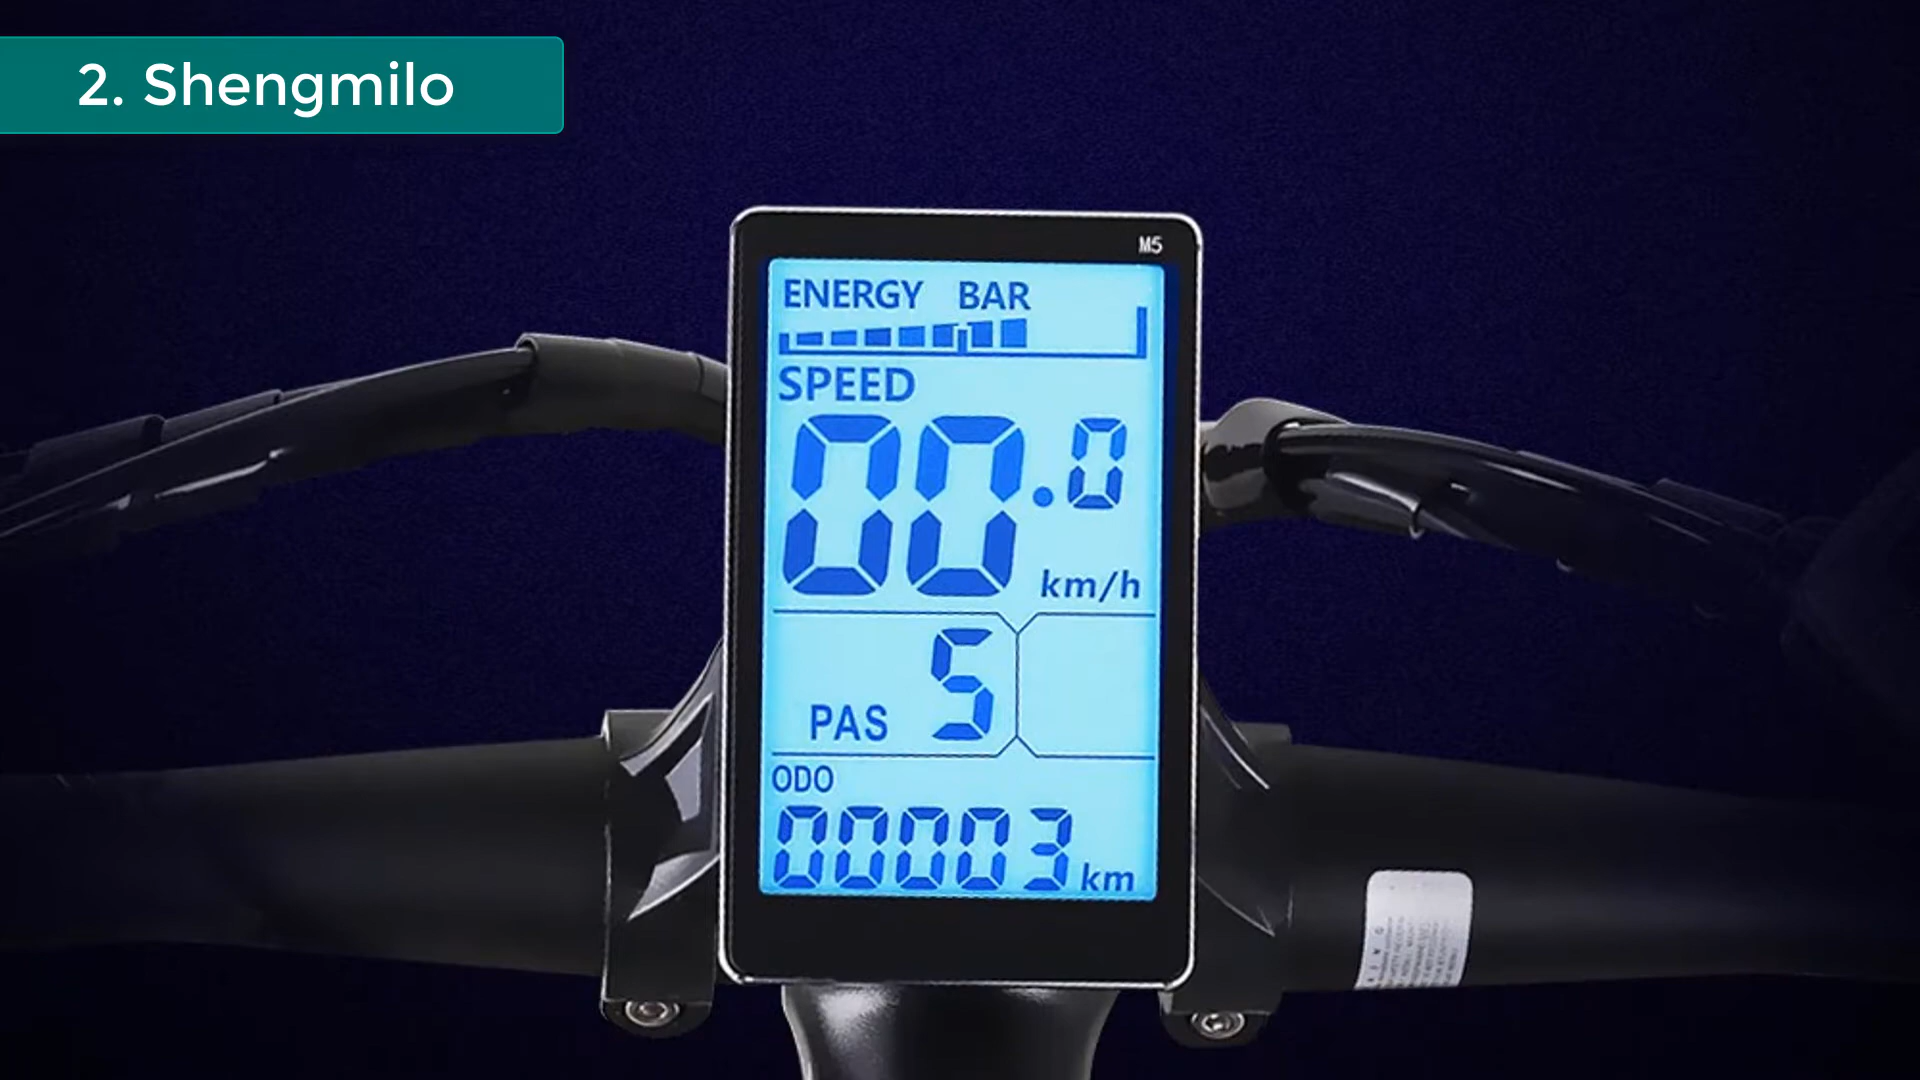 2. Shengmilo
M5
ENERGY BAR
SPEED
00.0
km/h
PAS 5
ODO
00003 km